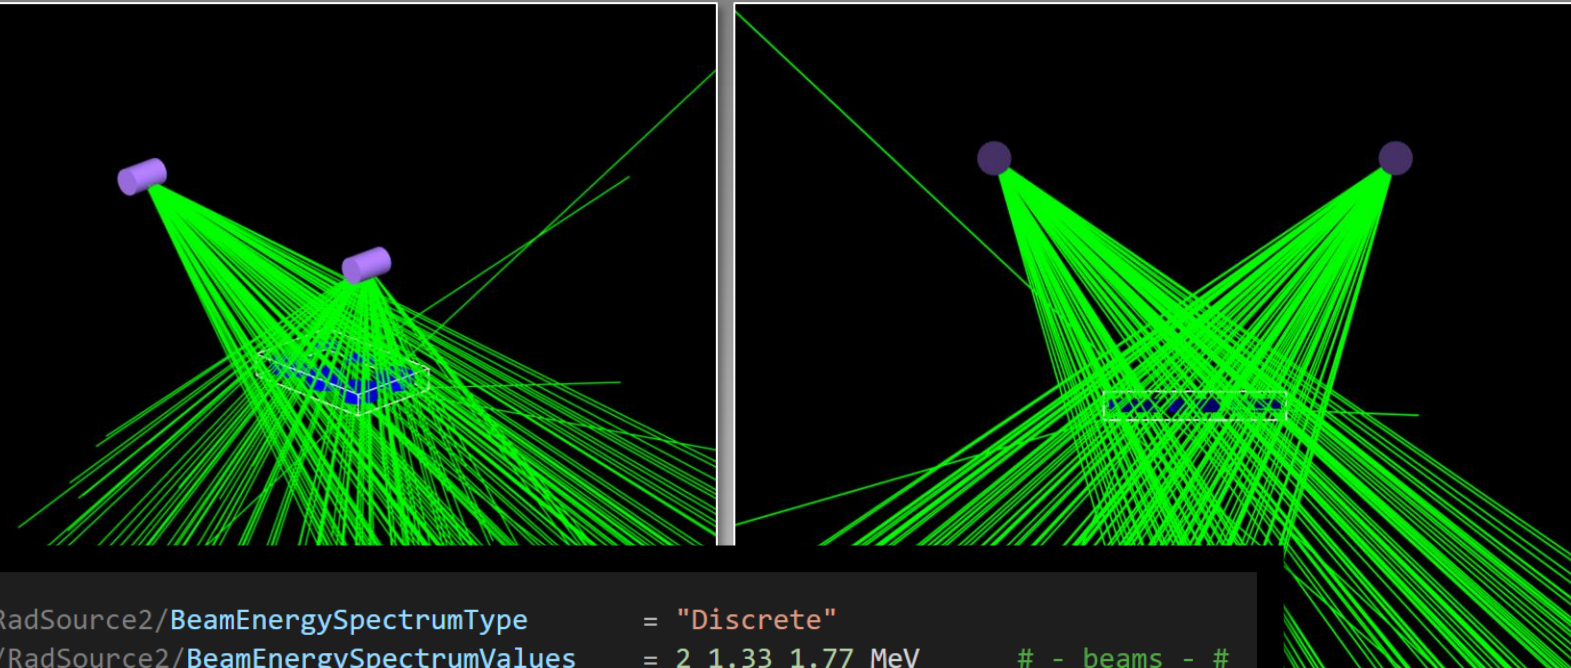 RadSource2/BeamEnergySpectrumType = "Discrete"
/RadSource2/BeamEnergySpectrumValues = 2 1.33 1.77 MeV # - beams - #